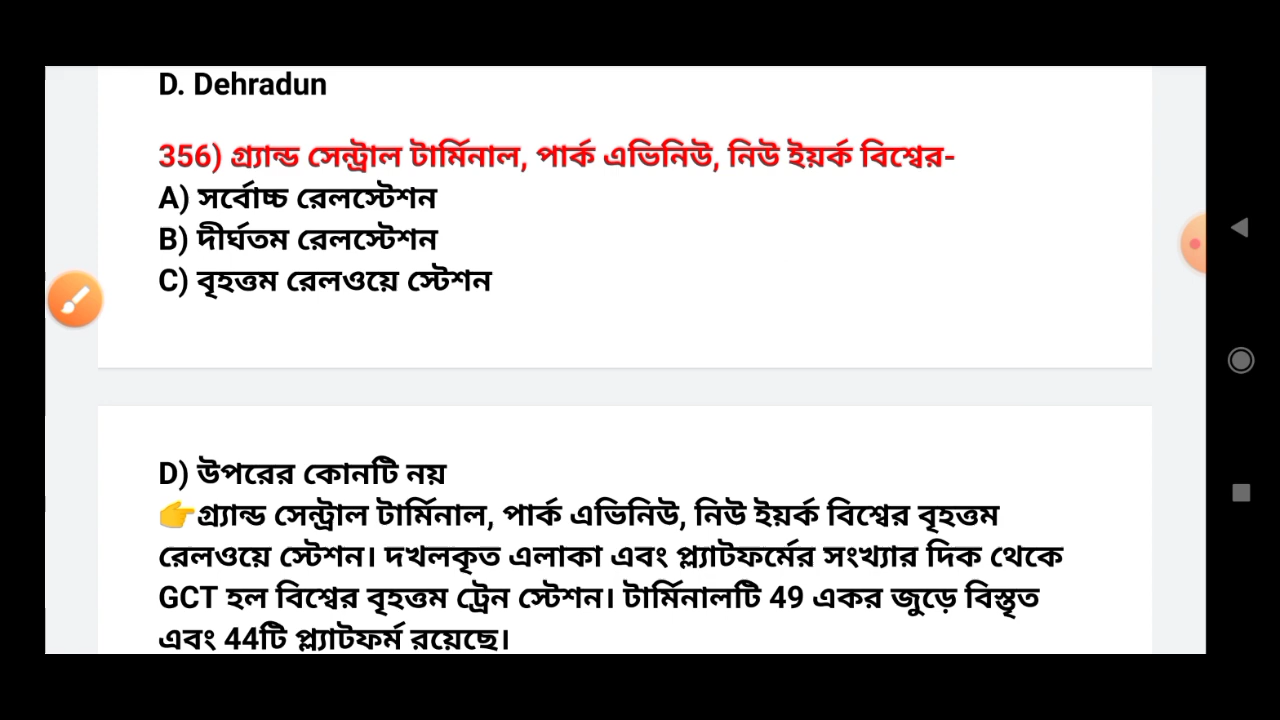 D. Dehradun
356) গ্র্যান্ড সেন্ট্রাল টার্মিনাল, পার্ক এভিনিউ, নিউ ইয়র্ক বিশ্বের-
A) সর্বোচ্চ রেলস্টেশন
B) দীর্ঘতম রেলস্টেশন
C) বৃহত্তম রেলওয়ে স্টেশন
D) উপরের কোনটি নয়
👉গ্র্যান্ড সেন্ট্রাল টার্মিনাল, পার্ক এভিনিউ, নিউ ইয়র্ক বিশ্বের বৃহত্তম
রেলওয়ে স্টেশন। দখলকৃত এলাকা এবং প্ল্যাটফর্মের সংখ্যার দিক থেকে
GCT হল বিশ্বের বৃহত্তম ট্রেন স্টেশন। টার্মিনালটি 49 একর জুড়ে বিস্তৃত
এবং 44টি প্ল্যাটফর্ম রয়েছে।